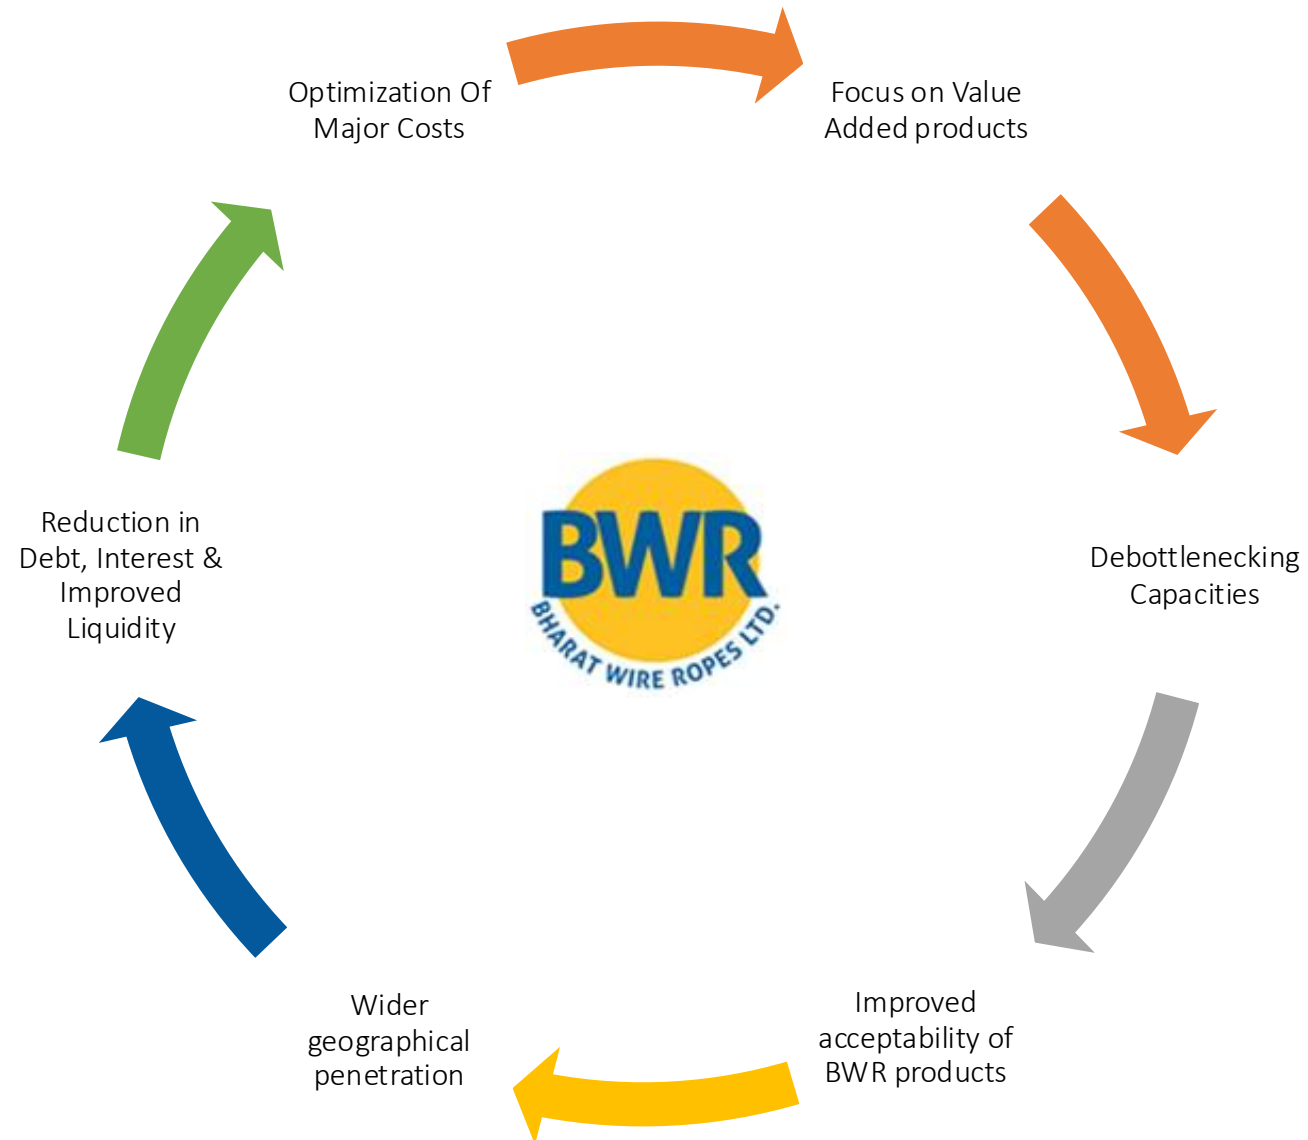 Optimization Of
Major Costs
Focus on Value
Added products
Debottlenecking
Capacities
Improved
acceptability of
BWR products
Wider
geographical
penetration
Reduction in
Debt, Interest &
Improved
Liquidity
BWR
BHARAT WIRE ROPES LTD.